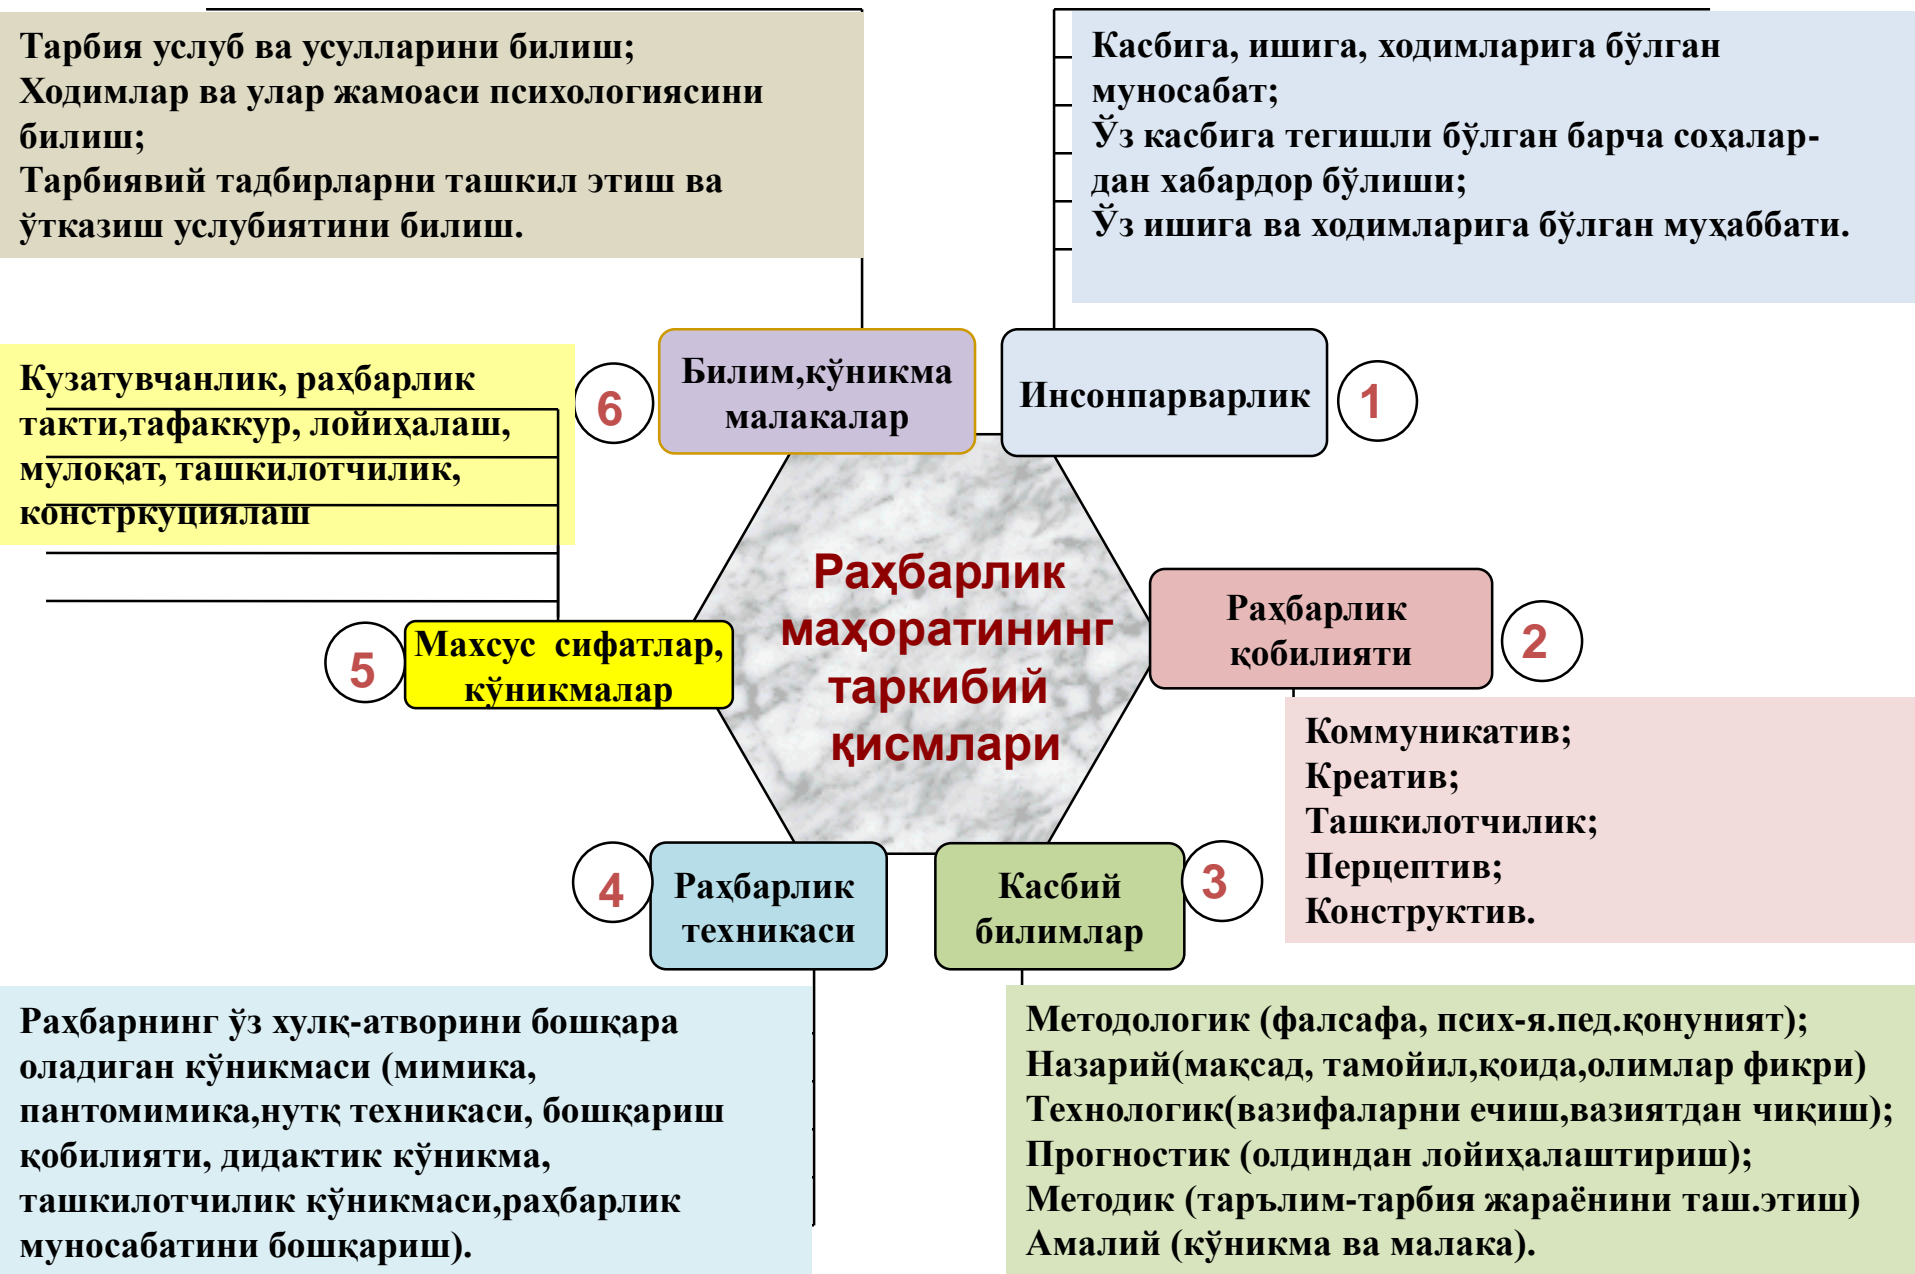 Тарбия услуб ва усулларини билиш;
Ходимлар ва улар жамоаси психологиясини
билиш;
Тарбиявий тадбирларни ташкил этиш ва
ўтказиш услубиятини билиш.
Касбига, ишига, ходимларига бўлган
муносабат;
Ўз касбига тегишли бўлган барча соҳалар-
дан хабардор бўлиши;
Ўз ишига ва ходимларига бўлган муҳаббати.
Кузатувчанлик, раҳбарлик
такти,тафаккур, лойиҳалаш,
мулоқат, ташкилотчилик,
констркуциялаш
6
Билим,кўникма
малакалар
Инсонпарварлик
1
Раҳбарлик
маҳоратининг
таркибий
қисмлари
Раҳбарлик
қобилияти
2
5
Махсус сифатлар,
кўникмалар
Коммуникатив;
Креатив;
Ташкилотчилик;
Перцептив;
Конструктив.
4
Раҳбарлик
техникаси
Касбий
билимлар
3
Раҳбарнинг ўз хулқ-атворини бошқара
оладиган кўникмаси (мимика,
пантомимика,нутқ техникаси, бошқариш
қобилияти, дидактик кўникма,
ташкилотчилик кўникмаси,раҳбарлик
муносабатини бошқариш).
Методологик (фалсафа, псих-я.пед.қонуният);
Назарий(мақсад, тамойил,қоида,олимлар фикри)
Технологик(вазифаларни ечиш,вазиятдан чиқиш);
Прогностик (олдиндан лойиҳалаштириш);
Методик (тарълим-тарбия жараёнини таш.этиш)
Амалий (кўникма ва малака).